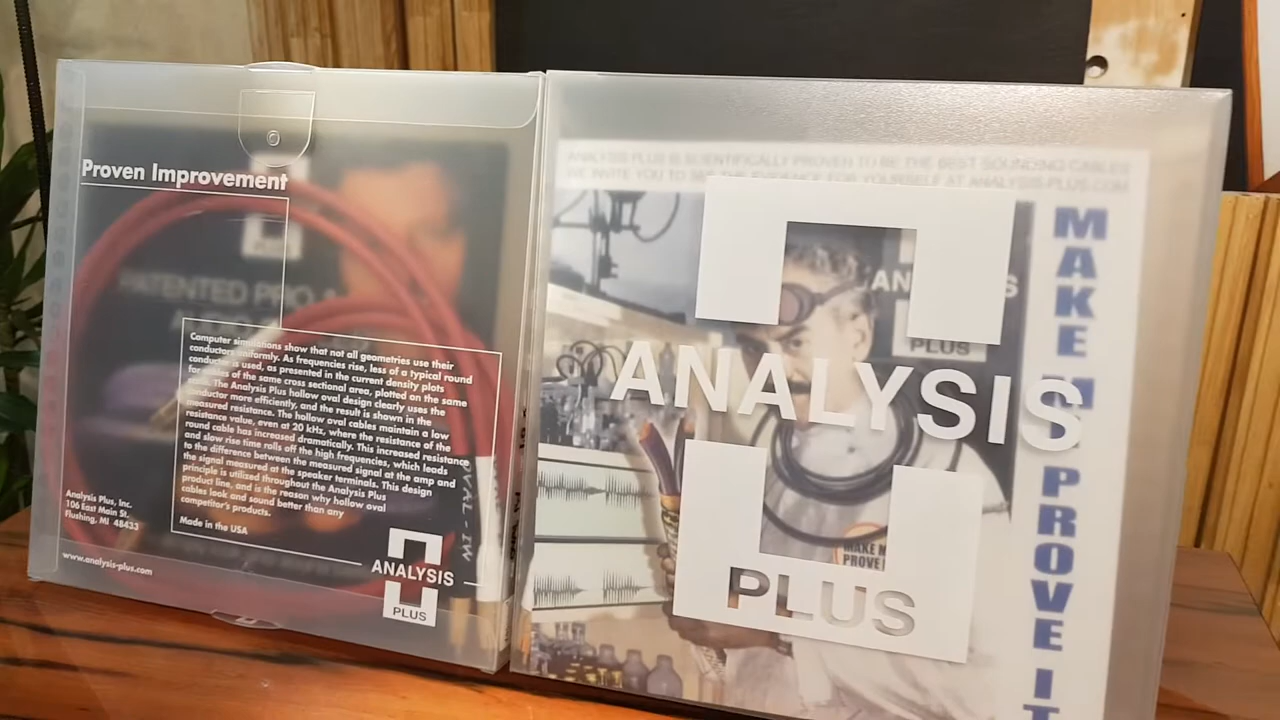 Proven Improvement
PLUS
PATENTED PRO
Computer simulations show that not all geometries use their
conductors uniformly. As frequencies rise, less of a typical round
conductor is used, as presented in the current density plots
for cables of the same cross sectional area, plotted on the same
scale. The Analysis Plus hollow oval design clearly uses the
conductor more efficiently, and the result is shown in the
measured resistance. The hollow oval cables maintain a low
resistance value, even at 20 kHz, where the resistance of the
round cable has increased dramatically. This increased resistance
and slow rise time rolls off the high frequencies, which leads
to the difference between the measured signal at the amp and
the signal measured at the speaker terminals. This design
principle is utilized throughout the Analysis Plus
product line, and is the reason why hollow oval
cables look and sound better than any
competitor's products.
Made in the USA
Analysis Plus, Inc.
106 East Main St.
Flushing, MI 48433
www.analysis-plus.com
ANALYSIS
PLUS
OVAL-IW
ANALYSIS PLUS IS SCIENTIFICALLY PROVEN TO BE THE BEST SOUNDING CABLES
WE INVITE YOU TO SEE THE EVIDENCE FOR YOURSELF AT ANALYSIS-PLUS.COM
AN S
PLUS
ANALYSIS
PLUS
MAKE M
PROVE I
MAKE M PROVE IT